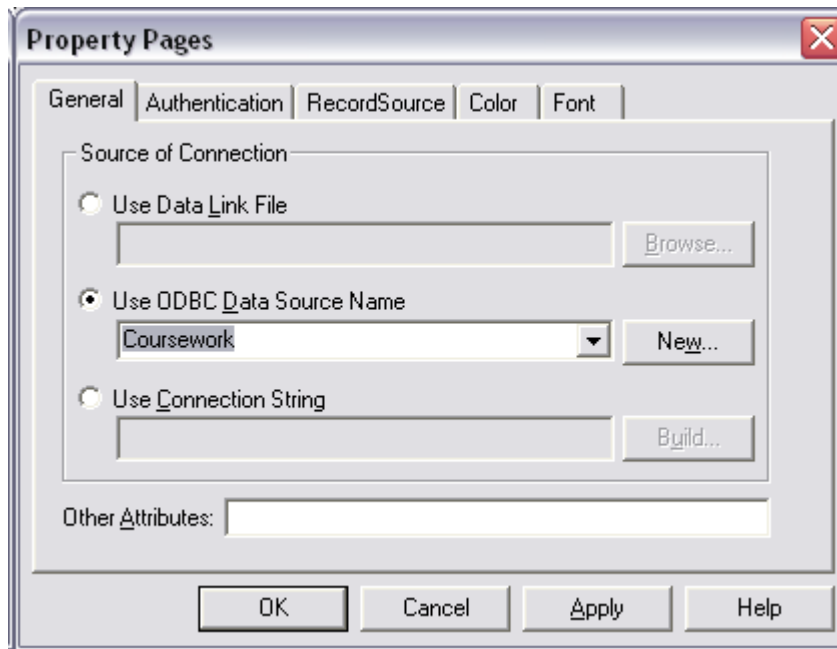 Property Pages
General Authentication RecordSource Color Font
Source of Connection
Use Data Link File
Browse...
Use ODBC Data Source Name
Coursework
New...
Use Connection String
Build...
Other Attributes:
OK Cancel Apply Help